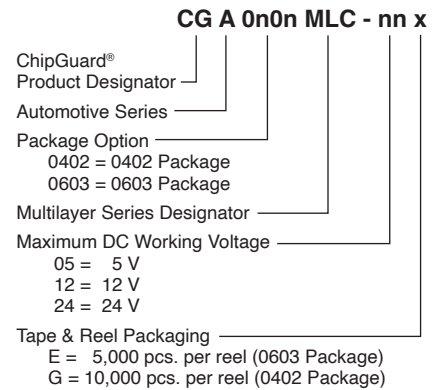 CG A 0n0n MLC - nn x
ChipGuard®
Product Designator
Automotive Series
Package Option
0402 = 0402 Package
0603 = 0603 Package
Multilayer Series Designator
Maximum DC Working Voltage
05 = 5 V
12 = 12 V
24 = 24 V
Tape & Reel Packaging
E = 5,000 pcs. per reel (0603 Package)
G = 10,000 pcs. per reel (0402 Package)